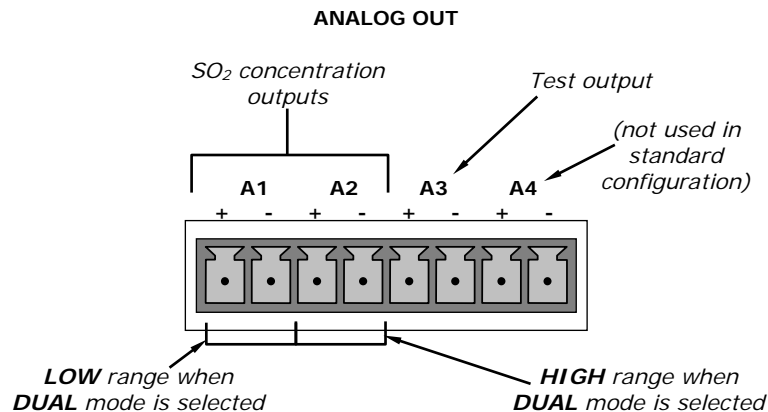 ANALOG OUT
SO₂ concentration
outputs
Test output
(not used in
standard
configuration)
A1 A2 A3 A4
+ - + - + - + -
LOW range when
DUAL mode is selected
HIGH range when
DUAL mode is selected